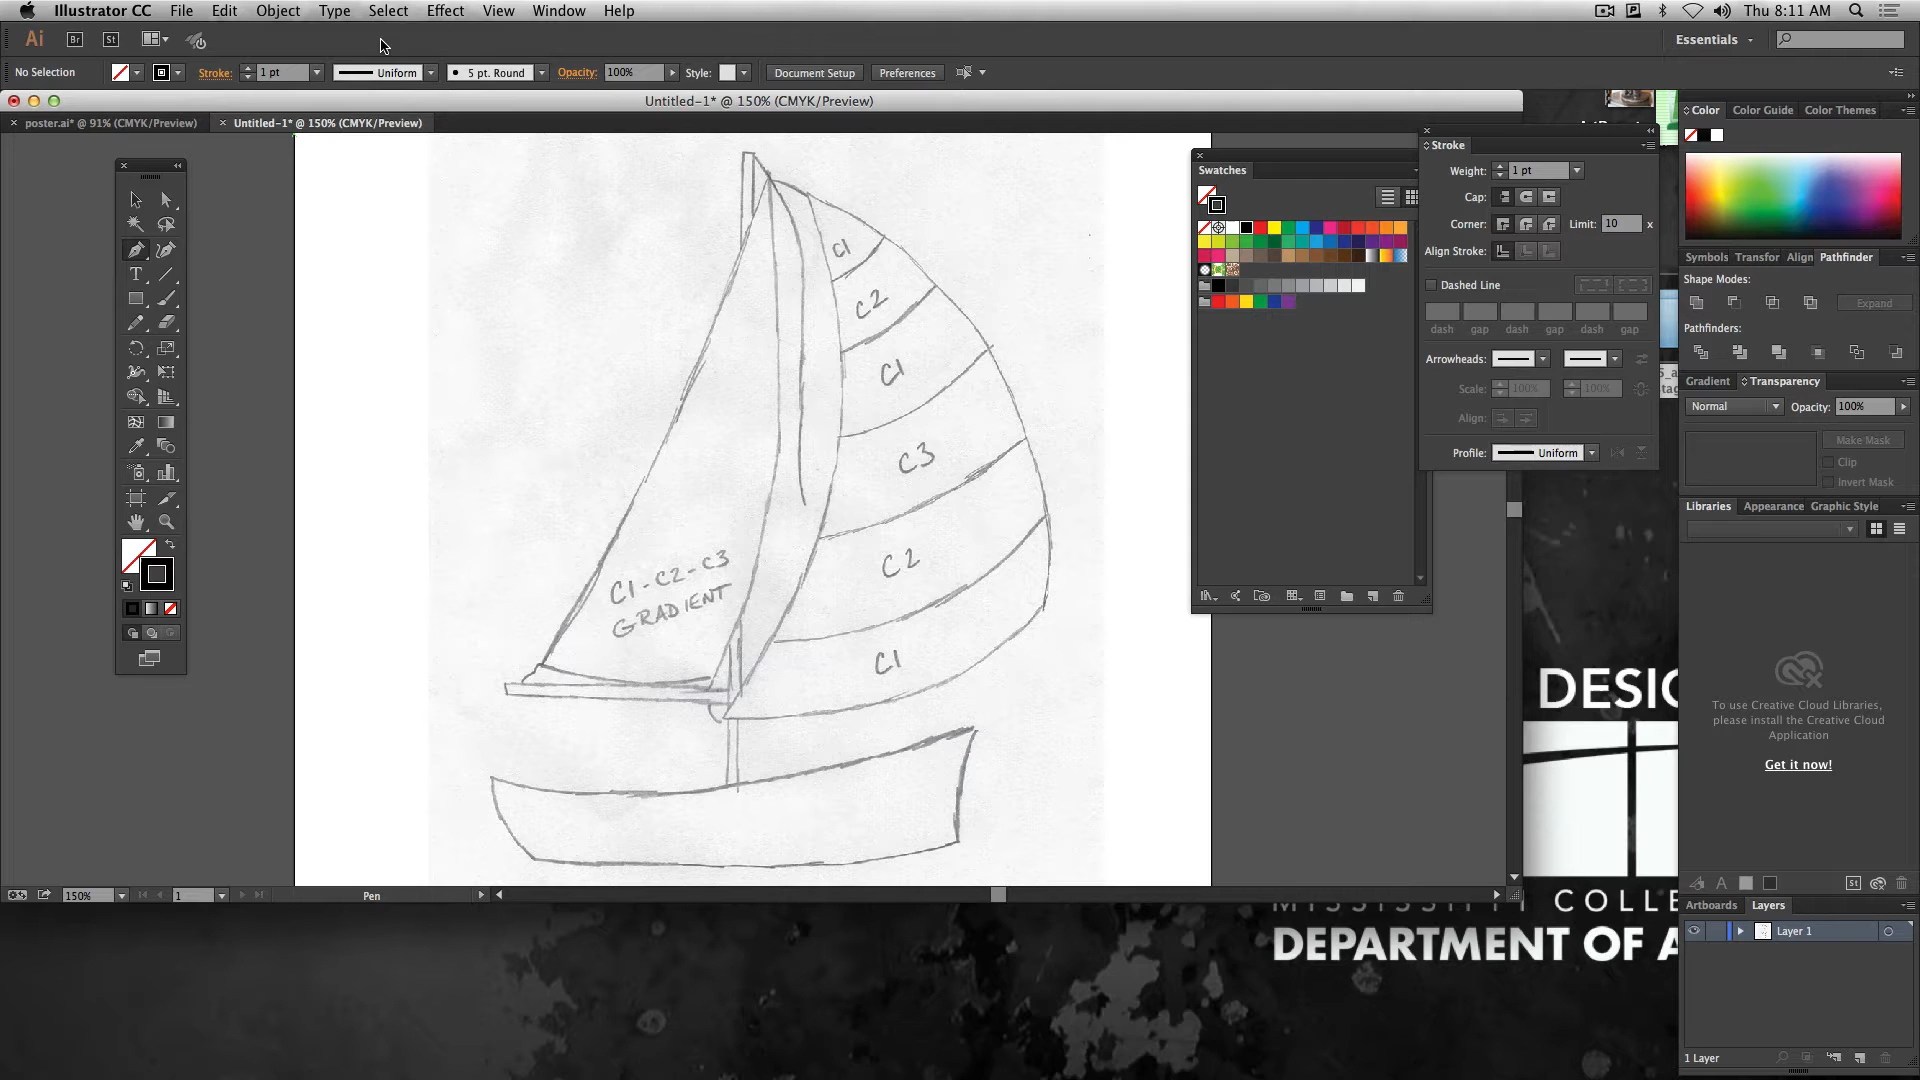 Illustrator CC File Edit Object Type Select Effect View Window Help Thu 8:11 AM
Ai Br St Essentials
No Selection Stroke: 1 pt Uniform 5 pt. Round Opacity: 100% Style: Document Setup Preferences
Untitled-1* @ 150% (CMYK/Preview)
poster.ai* @ 91% (CMYK/Preview) Untitled-1* @ 150% (CMYK/Preview)
C1
C2
C1
C3
C2
C1
C1-C2-C3
GRADIENT
Swatches
Stroke
Weight: 1 pt
Cap:
Corner: Limit: 10 x
Align Stroke:
Dashed Line
dash gap dash gap dash gap
Arrowheads:
Scale: 100% 100%
Align:
Profile: Uniform
Color Color Guide Color Themes
Symbols Transfor Align Pathfinder
Shape Modes:
Expand
Pathfinders:
Gradient Transparency
Normal Opacity: 100%
Make Mask
Clip
Invert Mask
Libraries Appearance Graphic Style
To use Creative Cloud Libraries,
please install the Creative Cloud
Application
Get it now!
St
Artboards Layers
Layer 1
1 Layer
150% 1 Pen
DESIG
MISSISSIPPI COLLE
DEPARTMENT OF A